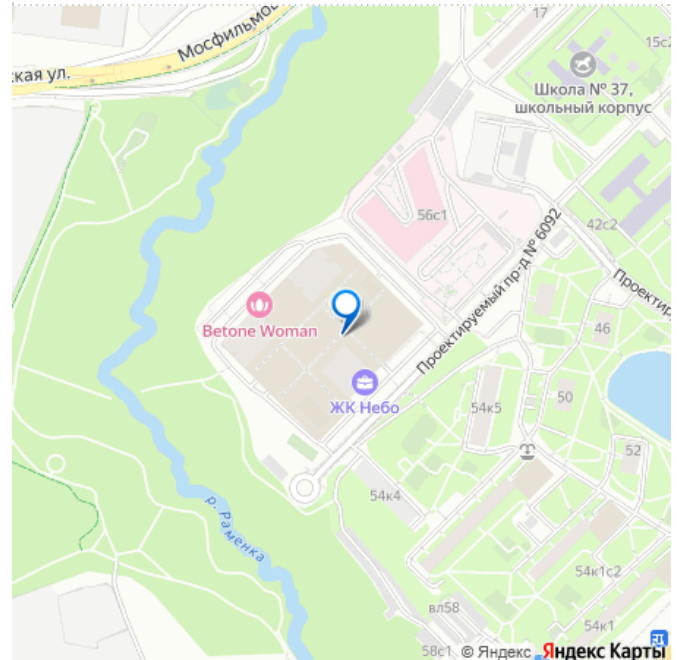 17
15с2
Мосфильмов
ская ул.
Школа № 37,
школьный корпус
56с1
42с2
Проектируемый пр-д № 6092
Проектир
Betone Woman
46
ЖК Небо
54к5
50
52
54к4
р. Раменка
54к1с2
вл58
54к1
58с1
© Яндекс Яндекс Карты